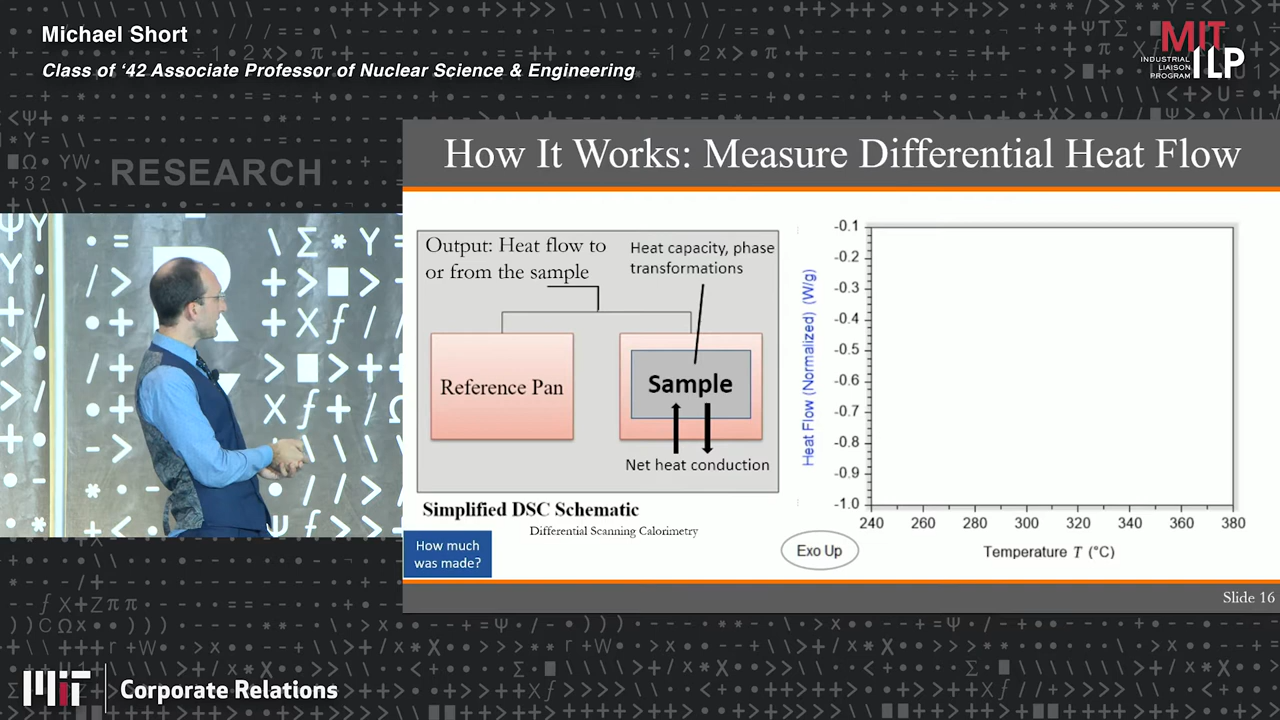 Michael Short
Class of ‘42 Associate Professor of Nuclear Science & Engineering
MIT
INDUSTRIAL
LIAISON
PROGRAM
ILP
RESEARCH
How It Works: Measure Differential Heat Flow
Output: Heat flow to
or from the sample
Heat capacity, phase
transformations
Reference Pan
Sample
Net heat conduction
Simplified DSC Schematic
Differential Scanning Calorimetry
How much
was made?
Heat Flow (Normalized) (W/g)
-0.1
-0.2
-0.3
-0.4
-0.5
-0.6
-0.7
-0.8
-0.9
-1.0
240 260 280 300 320 340 360 380
Exo Up
Temperature T (°C)
Slide 16
MIT
Corporate Relations